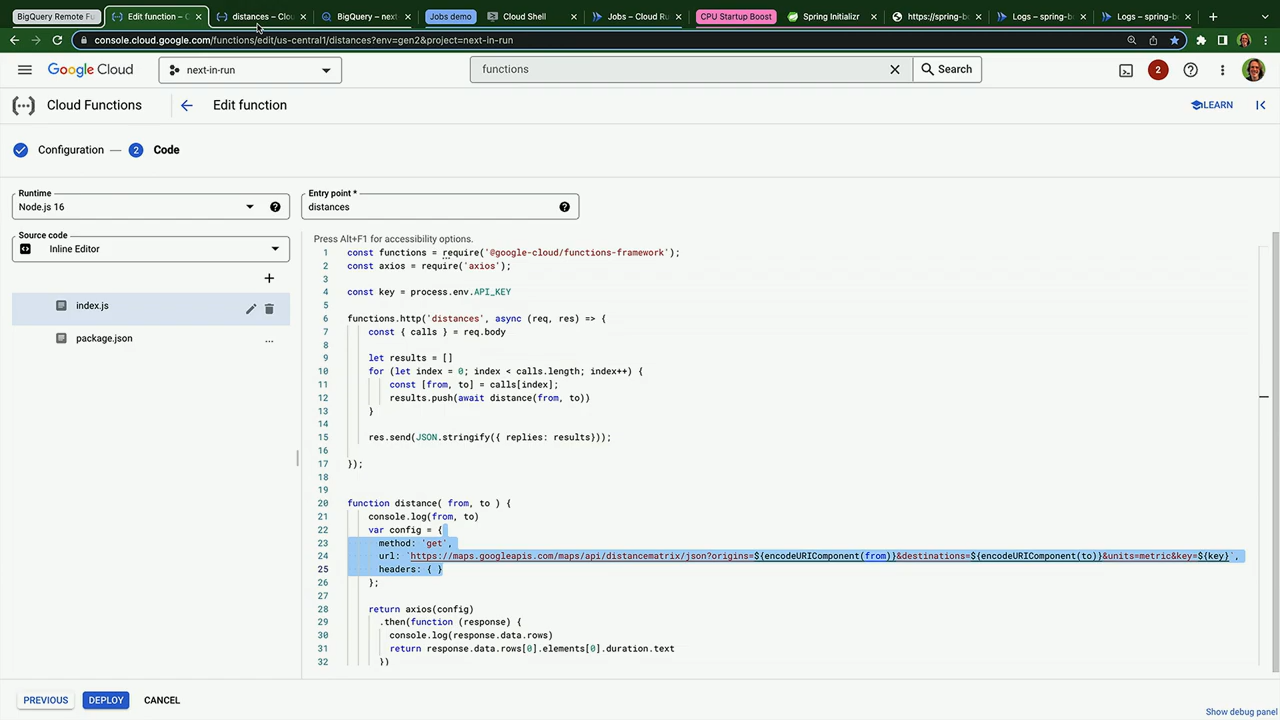 BigQuery Remote Fu
Edit function – C
distances – Clou
BigQuery – next
Jobs demo
Cloud Shell
Jobs – Cloud Ru
CPU Startup Boost
Spring Initializr
https://spring-b
Logs – spring-b
Logs – spring-b
console.cloud.google.com/functions/edit/us-central1/distances?env=gen2&project=next-in-run
Google Cloud
next-in-run
functions
Search
2
Cloud Functions
Edit function
LEARN
Configuration
2
Code
Runtime
Node.js 16
Entry point *
distances
Source code
Inline Editor
index.js
package.json
Press Alt+F1 for accessibility options.
1 const functions = require('@google-cloud/functions-framework');
2 const axios = require('axios');
3
4 const key = process.env.API_KEY
5
6 functions.http('distances', async (req, res) => {
7 const { calls } = req.body
8
9 let results = []
10 for (let index = 0; index < calls.length; index++) {
11 const [from, to] = calls[index];
12 results.push(await distance(from, to))
13 }
14
15 res.send(JSON.stringify({ replies: results}));
16
17 });
18
19
20 function distance( from, to ) {
21 console.log(from, to)
22 var config = {
23 method: 'get',
24 url: `https://maps.googleapis.com/maps/api/distancematrix/json?origins=${encodeURIComponent(from)}&destinations=${encodeURIComponent(to)}&units=metric&key=${key}`,
25 headers: { }
26 };
27
28 return axios(config)
29 .then(function (response) {
30 console.log(response.data.rows)
31 return response.data.rows[0].elements[0].duration.text
32 })
PREVIOUS
DEPLOY
CANCEL
Show debug panel